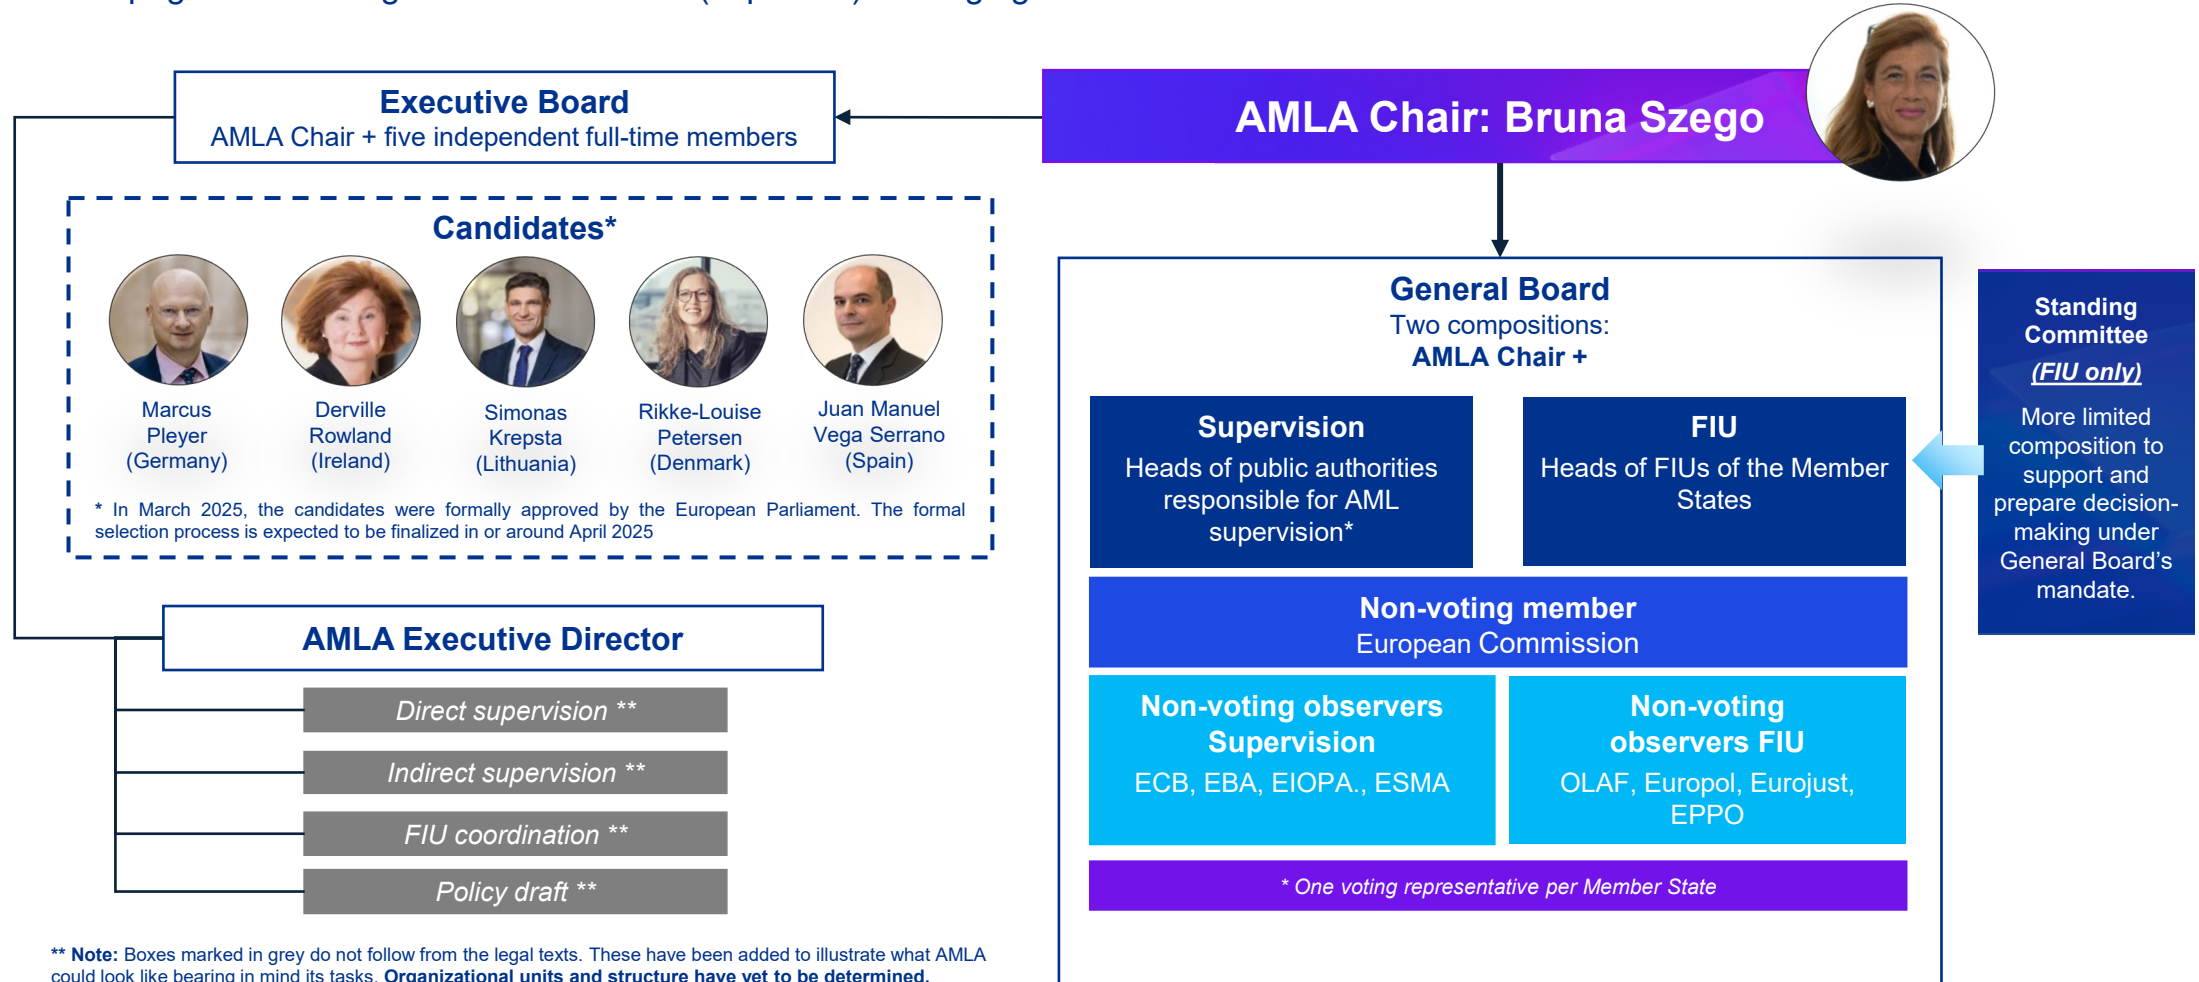 Executive Board
AMLA Chair + five independent full-time members
AMLA Chair: Bruna Szego
Candidates*
Marcus
Pleyer
(Germany)
Derville
Rowland
(Ireland)
Simonas
Krepsta
(Lithuania)
Rikke-Louise
Petersen
(Denmark)
Juan Manuel
Vega Serrano
(Spain)
* In March 2025, the candidates were formally approved by the European Parliament. The formal
selection process is expected to be finalized in or around April 2025
AMLA Executive Director
Direct supervision **
Indirect supervision **
FIU coordination **
Policy draft **
** Note: Boxes marked in grey do not follow from the legal texts. These have been added to illustrate what AMLA
could look like bearing in mind its tasks. Organizational units and structure have yet to be determined.
General Board
Two compositions:
AMLA Chair +
Supervision
Heads of public authorities
responsible for AML
supervision*
FIU
Heads of FIUs of the Member
States
Non-voting member
European Commission
Non-voting observers
Supervision
ECB, EBA, EIOPA., ESMA
Non-voting
observers FIU
OLAF, Europol, Eurojust,
EPPO
* One voting representative per Member State
Standing
Committee
(FIU only)
More limited
composition to
support and
prepare decision-
making under
General Board's
mandate.